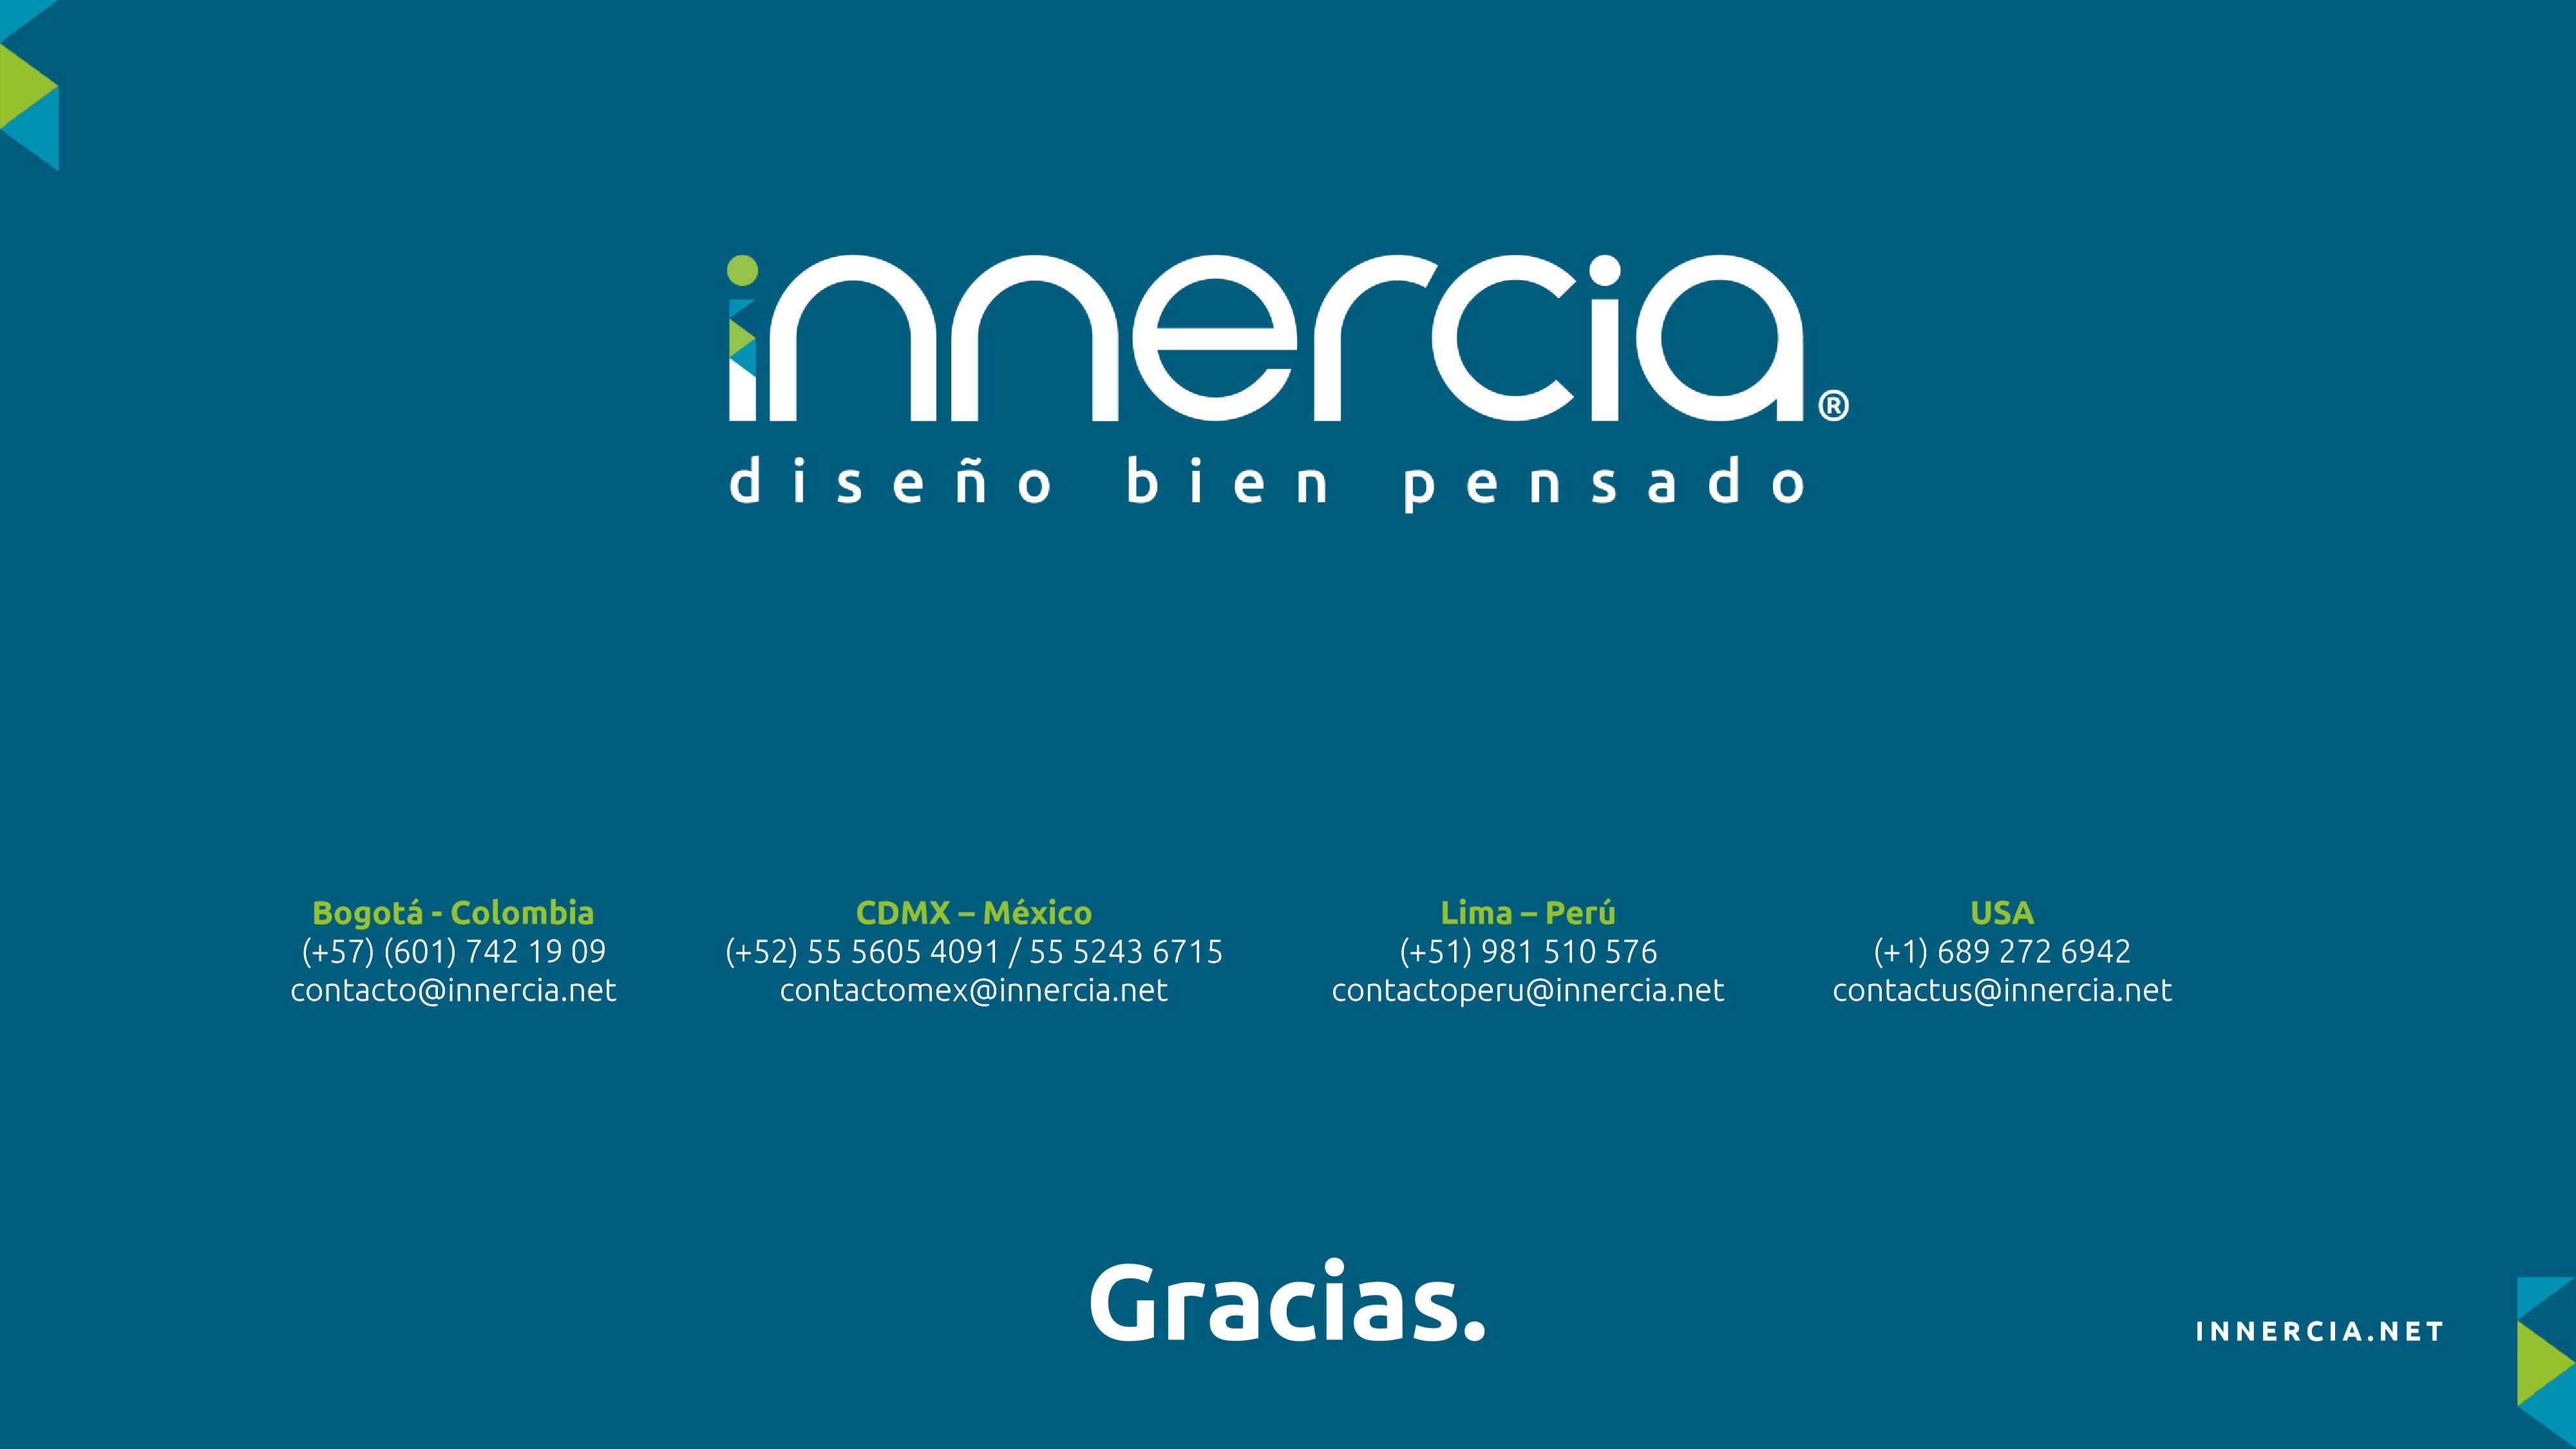 innercia®
diseño bien pensado
Bogotá - Colombia
(+57) (601) 742 19 09
contacto@innercia.net
CDMX – México
(+52) 55 5605 4091 / 55 5243 6715
contactomex@innercia.net
Lima – Perú
(+51) 981 510 576
contactoperu@innercia.net
USA
(+1) 689 272 6942
contactus@innercia.net
Gracias.
INNERCIA.NET